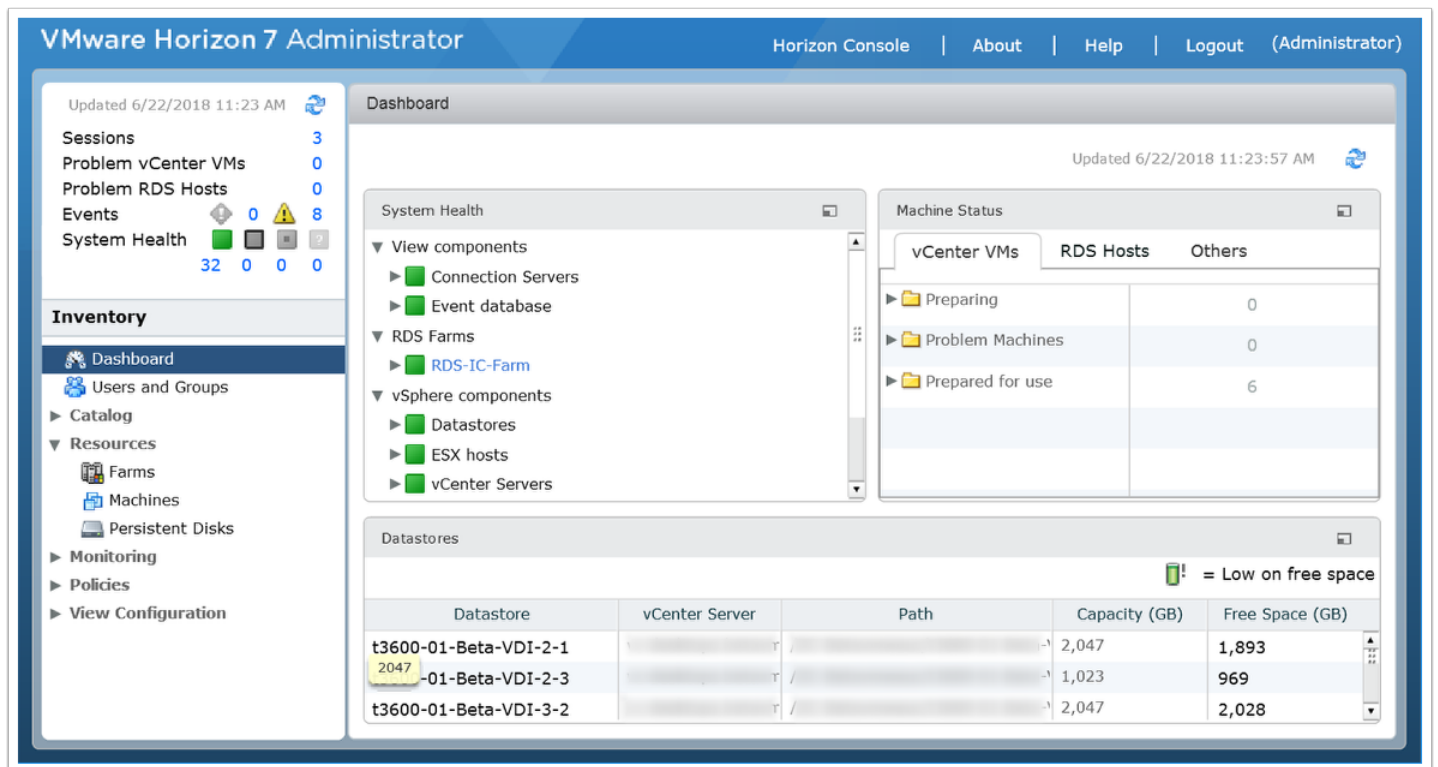 VMware Horizon 7 Administrator
Horizon Console | About | Help | Logout (Administrator)
Updated 6/22/2018 11:23 AM
Sessions 3
Problem vCenter VMs 0
Problem RDS Hosts 0
Events 0 8
System Health ?
32 0 0 0
Inventory
Dashboard
Users and Groups
Catalog
Resources
Farms
Machines
Persistent Disks
Monitoring
Policies
View Configuration
Dashboard
Updated 6/22/2018 11:23:57 AM
System Health
View components
Connection Servers
Event database
RDS Farms
RDS-IC-Farm
vSphere components
Datastores
ESX hosts
vCenter Servers
Machine Status
vCenter VMs RDS Hosts Others
Preparing 0
Problem Machines 0
Prepared for use 6
Datastores
! = Low on free space
Datastore vCenter Server Path Capacity (GB) Free Space (GB)
t3600-01-Beta-VDI-2-1 / 2,047 1,893
2047
-01-Beta-VDI-2-3 / 1,023 969
t3600-01-Beta-VDI-3-2 / 2,047 2,028